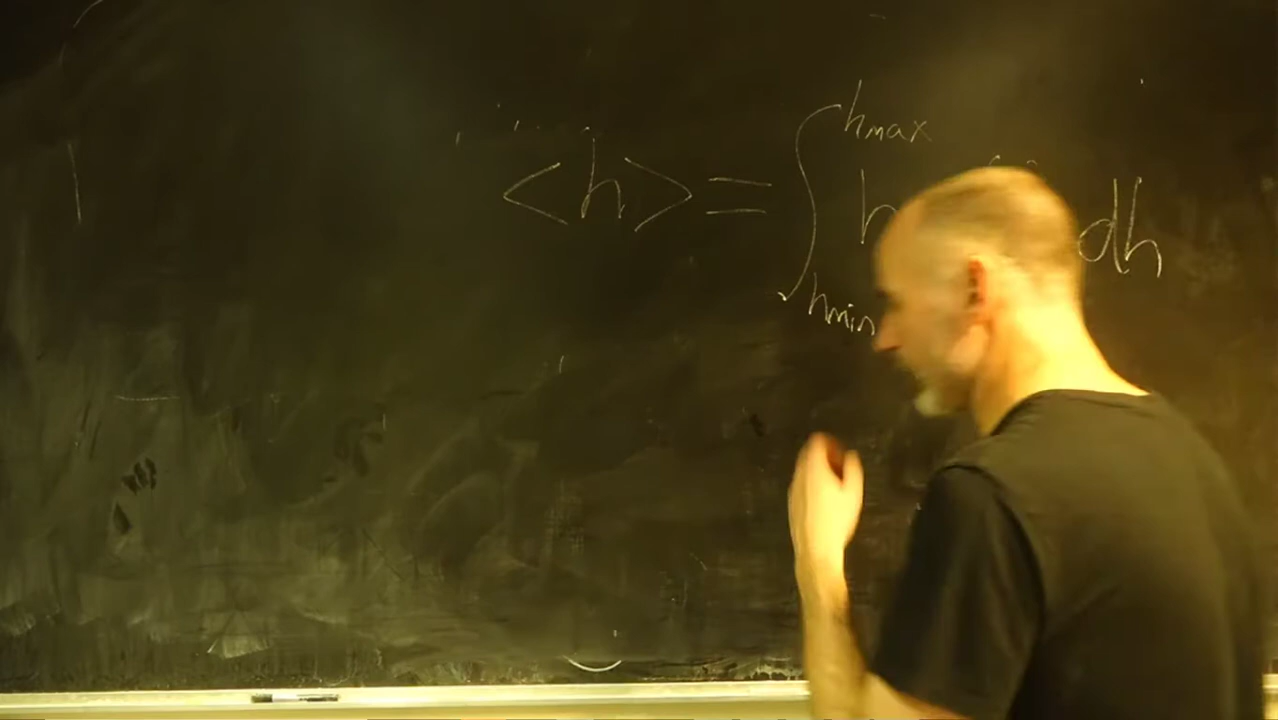 <h> = ∫ h dh
hmax
hmin